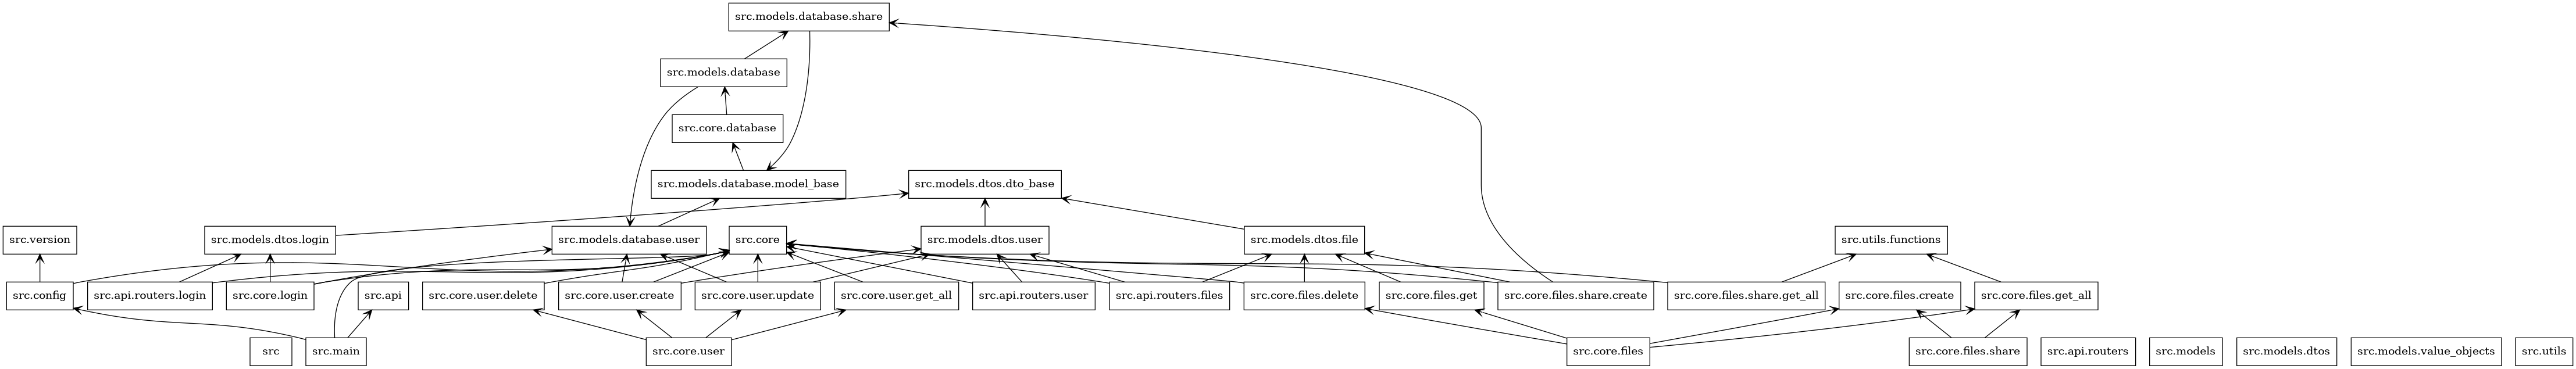 src.models.database.share
src.models.database
src.core.database
src.models.database.model_base
src.models.dtos.dto_base
src.version
src.models.dtos.login
src.models.database.user
src.core
src.models.dtos.user
src.models.dtos.file
src.utils.functions
src.config
src.api.routers.login
src.core.login
src.api
src.core.user.delete
src.core.user.create
src.core.user.update
src.core.user.get_all
src.api.routers.user
src.api.routers.files
src.core.files.delete
src.core.files.get
src.core.files.share.create
src.core.files.share.get_all
src.core.files.create
src.core.files.get_all
src
src.main
src.core.user
src.core.files
src.core.files.share
src.api.routers
src.models
src.models.dtos
src.models.value_objects
src.utils